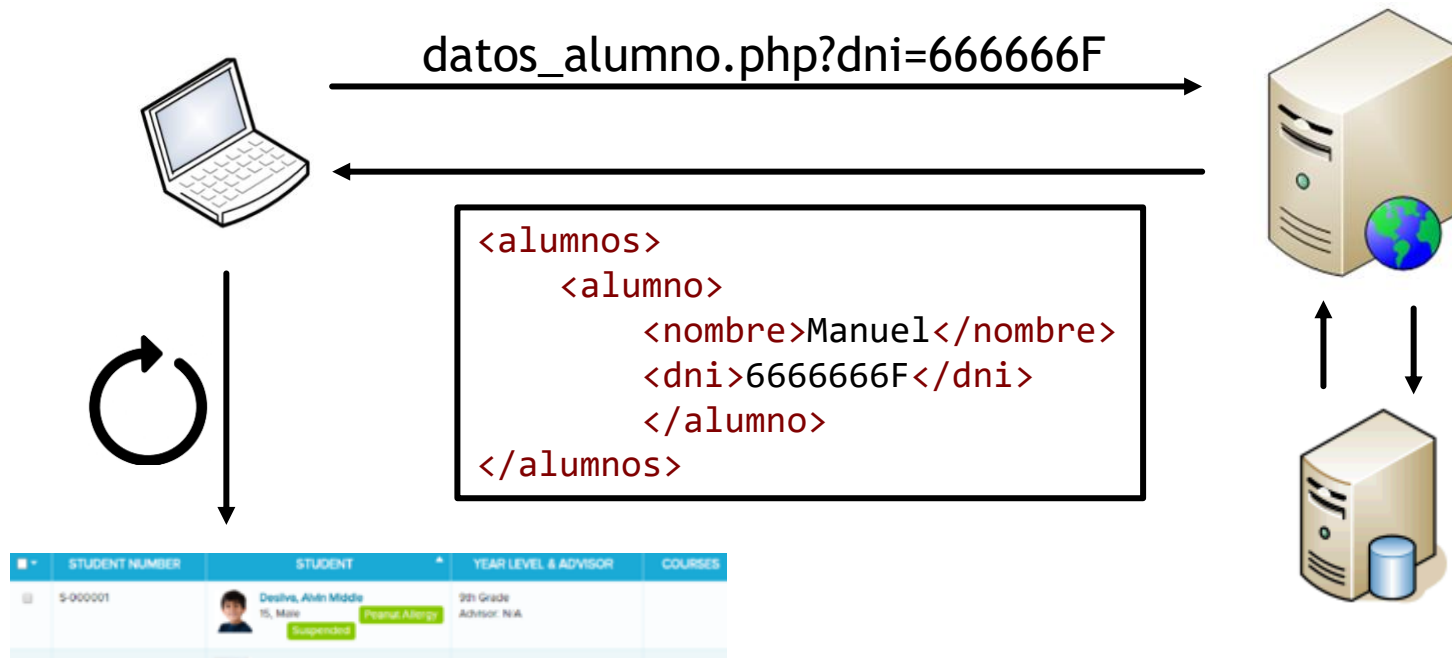 datos_alumno.php?dni=666666F
<alumnos>
<alumno>
<nombre>Manuel</nombre>
<dni>6666666F</dni>
</alumno>
</alumnos>
STUDENT NUMBER STUDENT YEAR LEVEL & ADVISOR COURSES
S-000001 Desilva, Alvin Middle 9th Grade
15, Male Peanut Allergy Advisor: N/A
Suspended